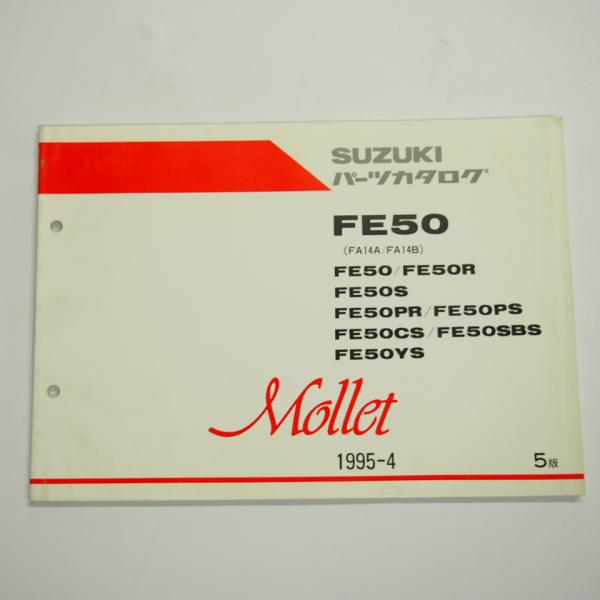 SUZUKI
パーツカタログ
FE50
(FA14A/FA14B)
FE50/FE50R
FE50S
FE50PR/FE50PS
FE50CS/FE50SBS
FE50YS
Mollet
1995-4 5版